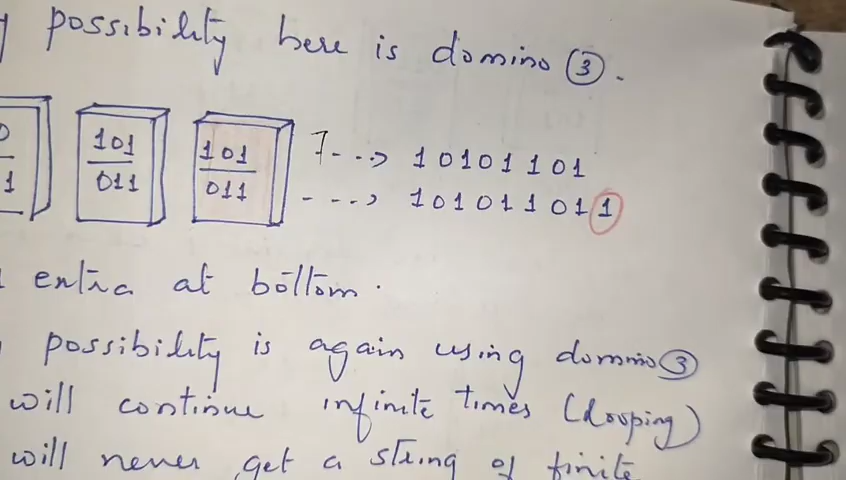 possibility here is domino ③.
101 101 7---> 10101101
1 011 011 ----> 101011011
extra at bottom.
possibility is again using domino ③
will continue infinite times (looping)
will never get a string of finite